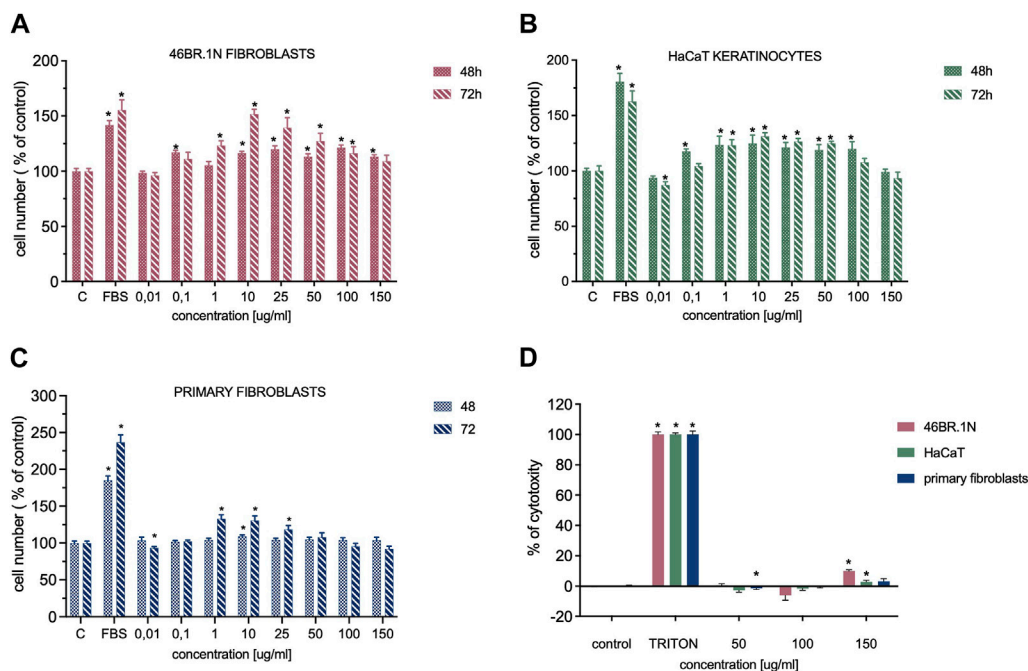 A
46BR.1N FIBROBLASTS
cell number ( % of control)
200
150
100
50
0
48h
72h
* * * * * * * * * * * * *
C FBS 0,01 0,1 1 10 25 50 100 150
concentration [ug/ml]
B
HaCaT KERATINOCYTES
cell number ( % of control)
200
150
100
50
0
48h
72h
* * * * * * * * * * * * * *
C FBS 0,01 0,1 1 10 25 50 100 150
concentration [ug/ml]
C
PRIMARY FIBROBLASTS
cell number ( % of control)
300
250
200
150
100
50
0
48
72
* * * * * * *
C FBS 0,01 0,1 1 10 25 50 100 150
concentration [ug/ml]
D
% of cytotoxity
120
100
80
60
40
20
0
-20
46BR.1N
HaCaT
primary fibroblasts
* * * * * *
control TRITON 50 100 150
concentration [ug/ml]